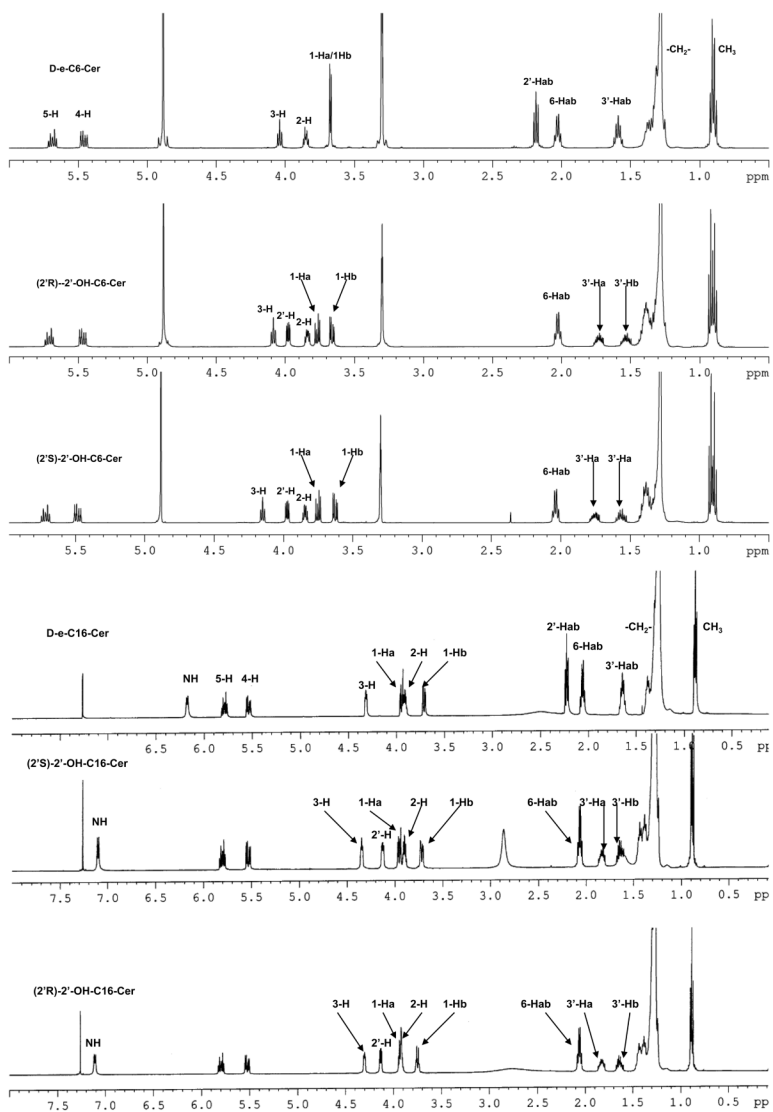 D-e-C6-Cer
5-H 4-H 3-H 2-H 1-Ha/1Hb 2'-Hab 6-Hab 3'-Hab -CH2- CH3
5.0 4.5 4.0 3.5 3.0 2.5 2.0 1.5 ppm
(2'R)--2'-OH-C6-Cer
3-H 2'-H 2-H 1-Ha 1-Hb 6-Hab 3'-Ha 3'-Hb
5.5 5.0 4.5 4.0 3.5 3.0 2.5 2.0 1.5 1.0 ppm
(2'S)-2'-OH-C6-Cer
3-H 2'-H 2-H 1-Ha 1-Hb 6-Hab 3'-Ha 3'-Ha
5.5 5.0 4.5 4.0 3.5 3.0 2.5 2.0 1.5 1.0 ppm
D-e-C16-Cer
NH 5-H 4-H 3-H 1-Ha 2-H 1-Hb 2'-Hab 6-Hab 3'-Hab -CH2- CH3
6.5 6.0 5.5 5.0 4.5 4.0 3.5 3.0 2.5 2.0 1.5 1.0 0.5 pp
(2'S)-2'-OH-C16-Cer
NH 3-H 2'-H 1-Ha 2-H 1-Hb 6-Hab 3'-Ha 3'-Hb
7.5 7.0 6.5 6.0 5.5 5.0 4.5 4.0 3.5 3.0 2.5 2.0 1.5 1.0 0.5 pp
(2'R)-2'-OH-C16-Cer
NH 3-H 2'-H 1-Ha 2-H 1-Hb 6-Hab 3'-Ha 3'-Hb
7.5 7.0 6.5 6.0 5.5 5.0 4.5 4.0 3.5 3.0 2.5 2.0 1.5 1.0 0.5 pp